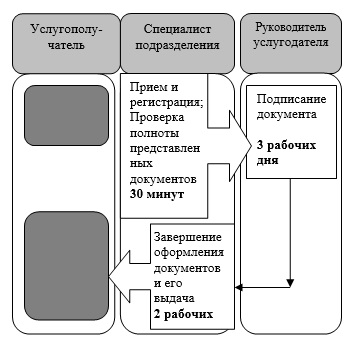 Услугополу-
чатель
Специалист
подразделения
Руководитель
услугодателя
Прием и
регистрация;
Проверка
полноты
представлен
ных
документов
30 минут
Подписание
документа
3 рабочих
дня
Завершение
оформления
документов
и его
выдача
2 рабочих